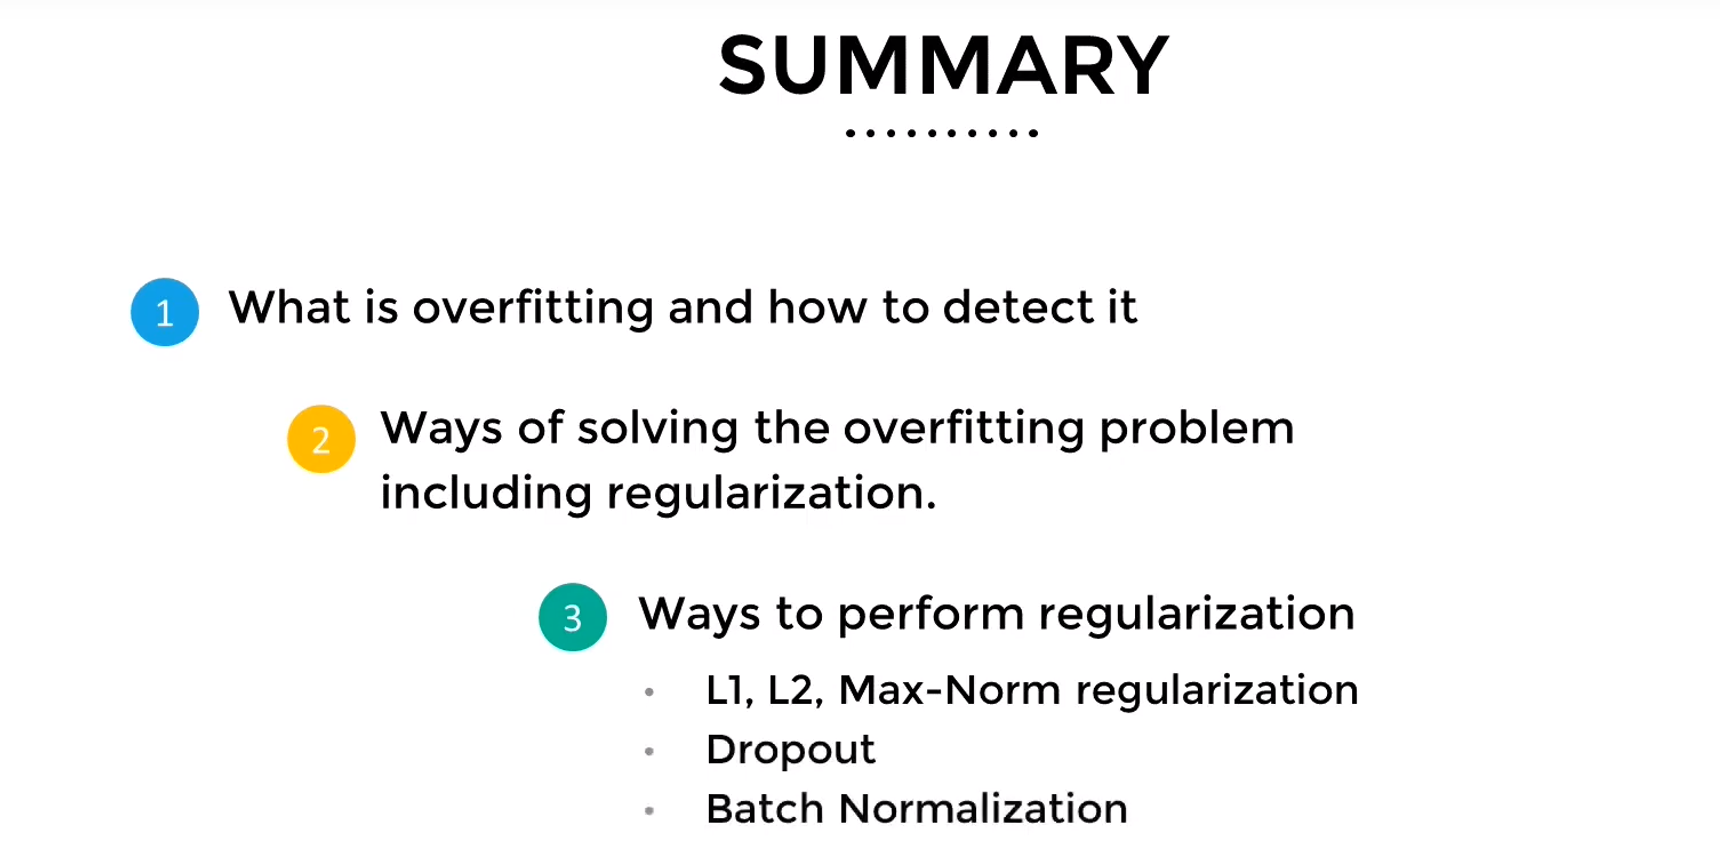 SUMMARY
1 What is overfitting and how to detect it
2 Ways of solving the overfitting problem
including regularization.
3 Ways to perform regularization
• L1, L2, Max-Norm regularization
• Dropout
• Batch Normalization